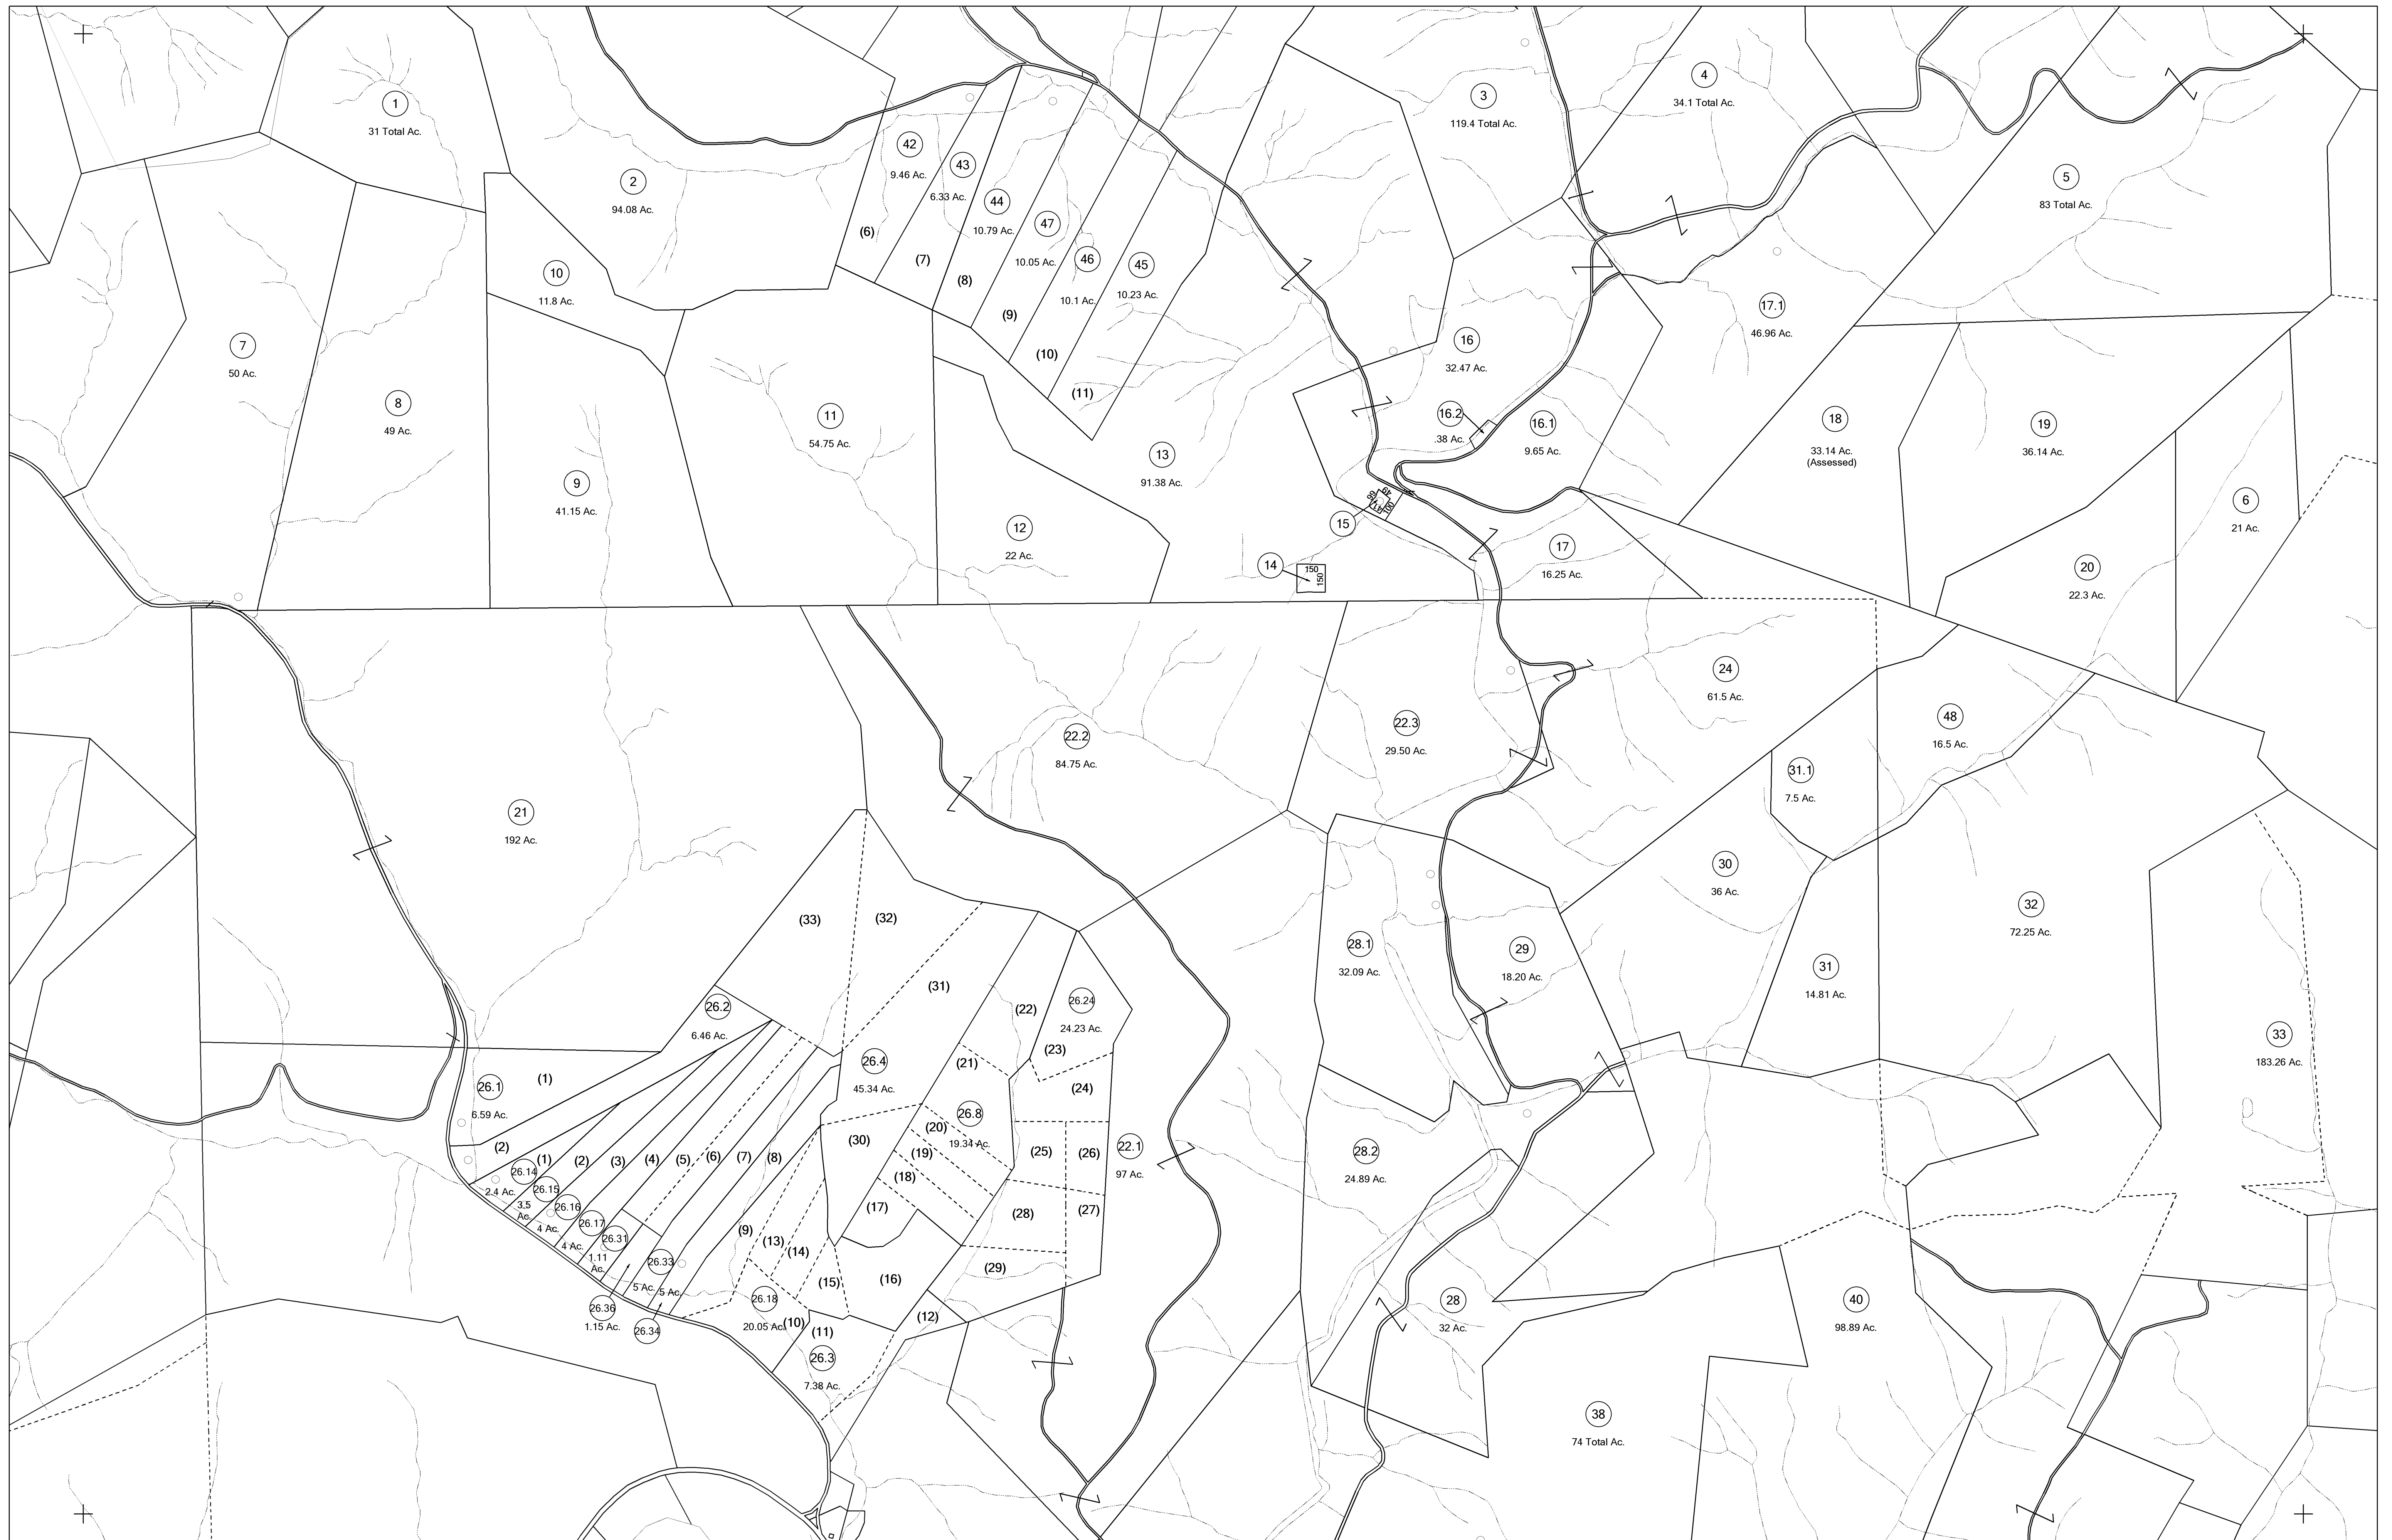 1
31 Total Ac.
2
94.08 Ac.
42
9.46 Ac.
43
6.33 Ac.
44
10.79 Ac.
47
10.05 Ac.
46
10.1 Ac.
45
10.23 Ac.
(6)
(7)
(8)
(9)
(10)
(11)
3
119.4 Total Ac.
4
34.1 Total Ac.
5
83 Total Ac.
7
50 Ac.
8
49 Ac.
10
11.8 Ac.
9
41.15 Ac.
11
54.75 Ac.
12
22 Ac.
13
91.38 Ac.
14
150
150
15
49
100
16
32.47 Ac.
16.2
.38 Ac.
16.1
9.65 Ac.
17.1
46.96 Ac.
17
16.25 Ac.
18
33.14 Ac.
(Assessed)
19
36.14 Ac.
6
21 Ac.
20
22.3 Ac.
21
192 Ac.
22.2
84.75 Ac.
22.3
29.50 Ac.
24
61.5 Ac.
48
16.5 Ac.
31.1
7.5 Ac.
30
36 Ac.
31
14.81 Ac.
32
72.25 Ac.
33
183.26 Ac.
28.1
32.09 Ac.
29
18.20 Ac.
28.2
24.89 Ac.
28
32 Ac.
38
74 Total Ac.
40
98.89 Ac.
22.1
97 Ac.
(33)
(32)
(31)
26.2
6.46 Ac.
26.1
6.59 Ac.
(1)
(2)
26.4
45.34 Ac.
(22)
26.24
24.23 Ac.
(23)
(21)
(24)
26.8
19.34 Ac.
(20)
(19)
(18)
(17)
(30)
(25)
(26)
(27)
(28)
(29)
(16)
(15)
(14)
(13)
(12)
(1)
(2)
(3)
(4)
(5)
(6)
(7)
(8)
(9)
26.14
2.4 Ac.
26.15
3.5
Ac.
26.16
4 Ac.
26.17
4 Ac.
26.31
1.11
Ac.
26.33
5 Ac.
5 Ac.
26.36
1.15 Ac.
26.34
26.18
20.05 Ac.
(10)
(11)
26.3
7.38 Ac.